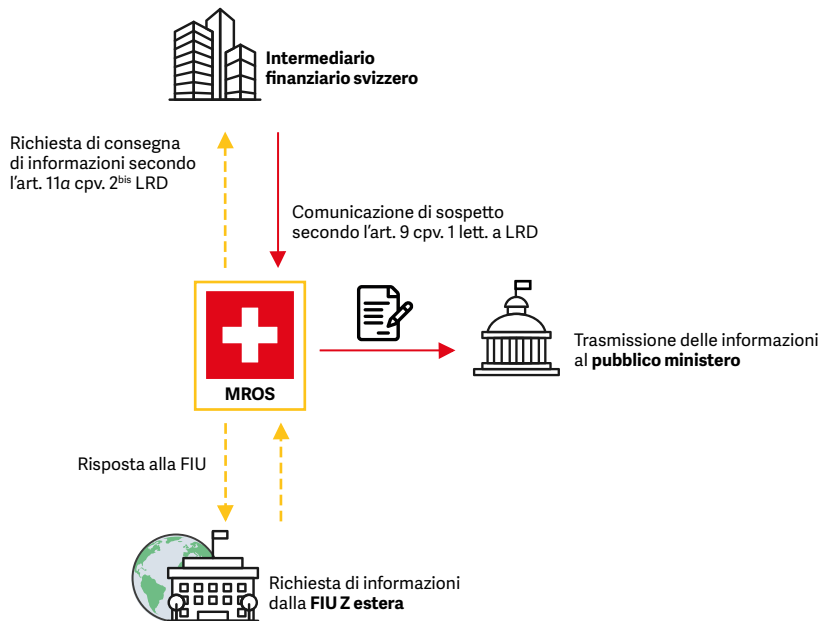 Intermediario
finanziario svizzero
Richiesta di consegna
di informazioni secondo
l'art. 11a cpv. 2bis LRD
Comunicazione di sospetto
secondo l'art. 9 cpv. 1 lett. a LRD
MROS
Trasmissione delle informazioni
al pubblico ministero
Risposta alla FIU
Richiesta di informazioni
dalla FIU Z estera